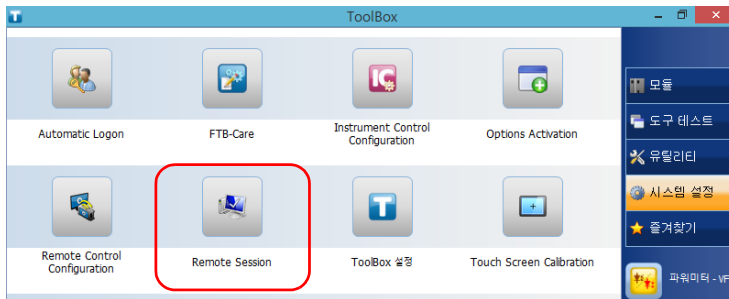 ToolBox
Automatic Logon
FTB-Care
Instrument Control
Configuration
Options Activation
Remote Control
Configuration
Remote Session
ToolBox 설정
Touch Screen Calibration
모듈
도구 테스트
유틸리티
시스템 설정
즐겨찾기
파워미터 - VF